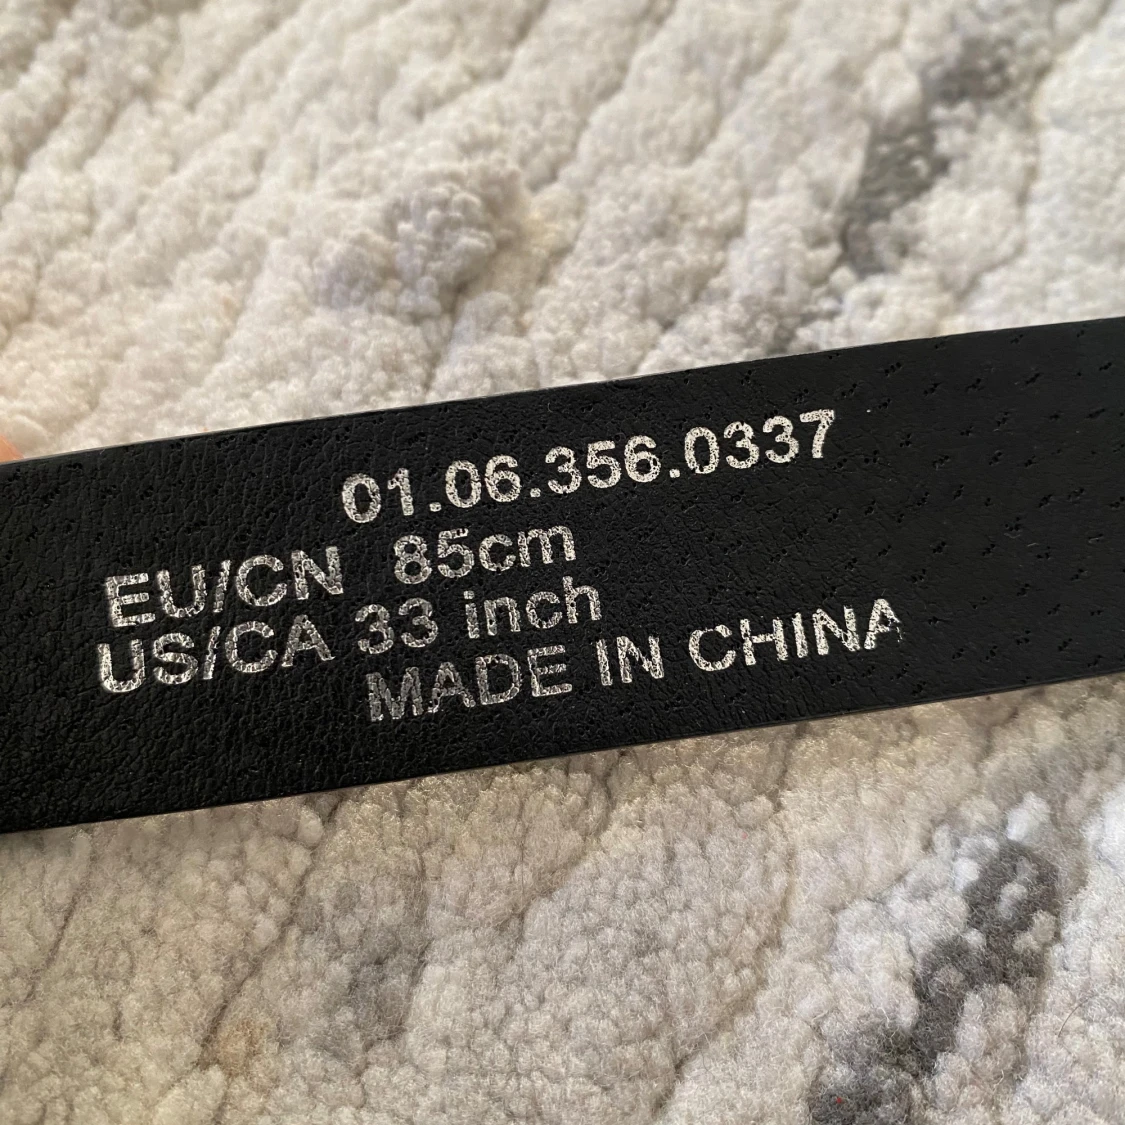 01.06.356.0337
EU/CN 85cm
US/CA 33 inch
MADE IN CHINA